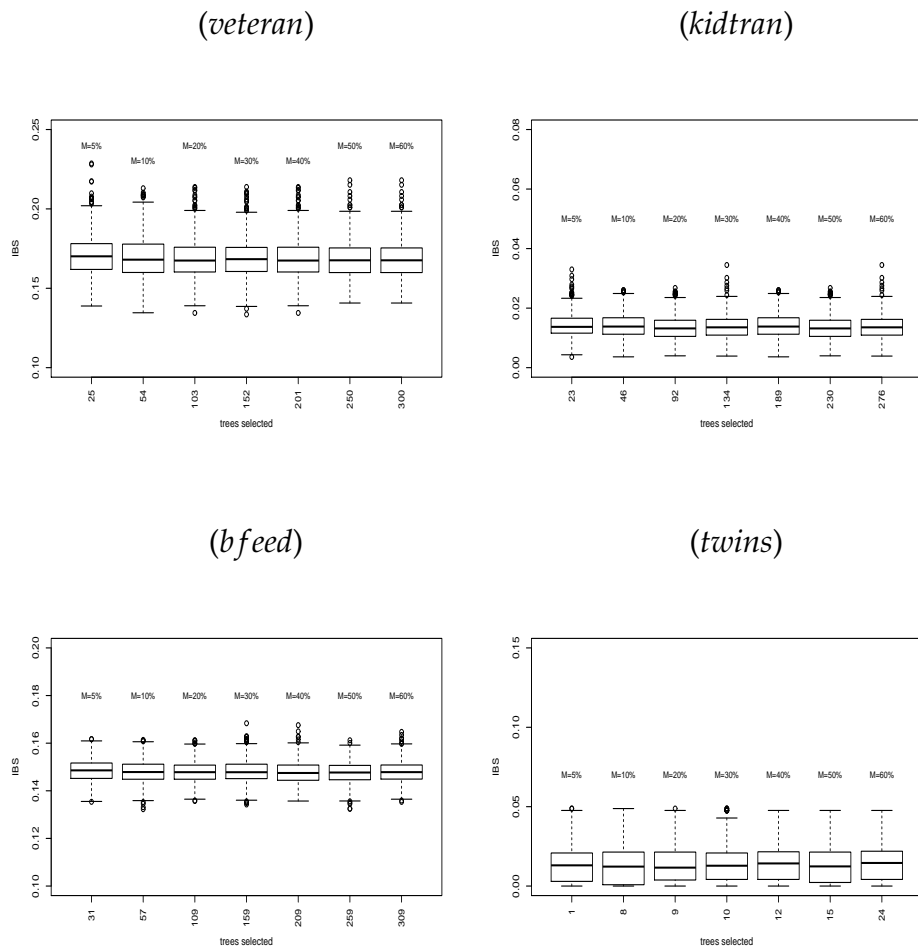 (veteran)
(kidtran)
M=5% M=20% M=50% M=60%
M=10% M=30% M=40%
IBS
0.25
0.20
0.15
0.10
25 54 103 152 201 250 300
trees selected
M=5% M=10% M=20% M=30% M=40% M=50% M=60%
IBS
0.08
0.06
0.04
0.02
0.00
23 46 92 134 189 230 276
trees selected
(bfeed)
(twins)
M=5% M=10% M=20% M=30% M=40% M=50% M=60%
IBS
0.20
0.18
0.16
0.14
0.12
0.10
31 57 109 159 209 259 309
trees selected
M=5% M=10% M=20% M=30% M=40% M=50% M=60%
IBS
0.15
0.10
0.05
0.00
1 8 9 10 12 15 24
trees selected